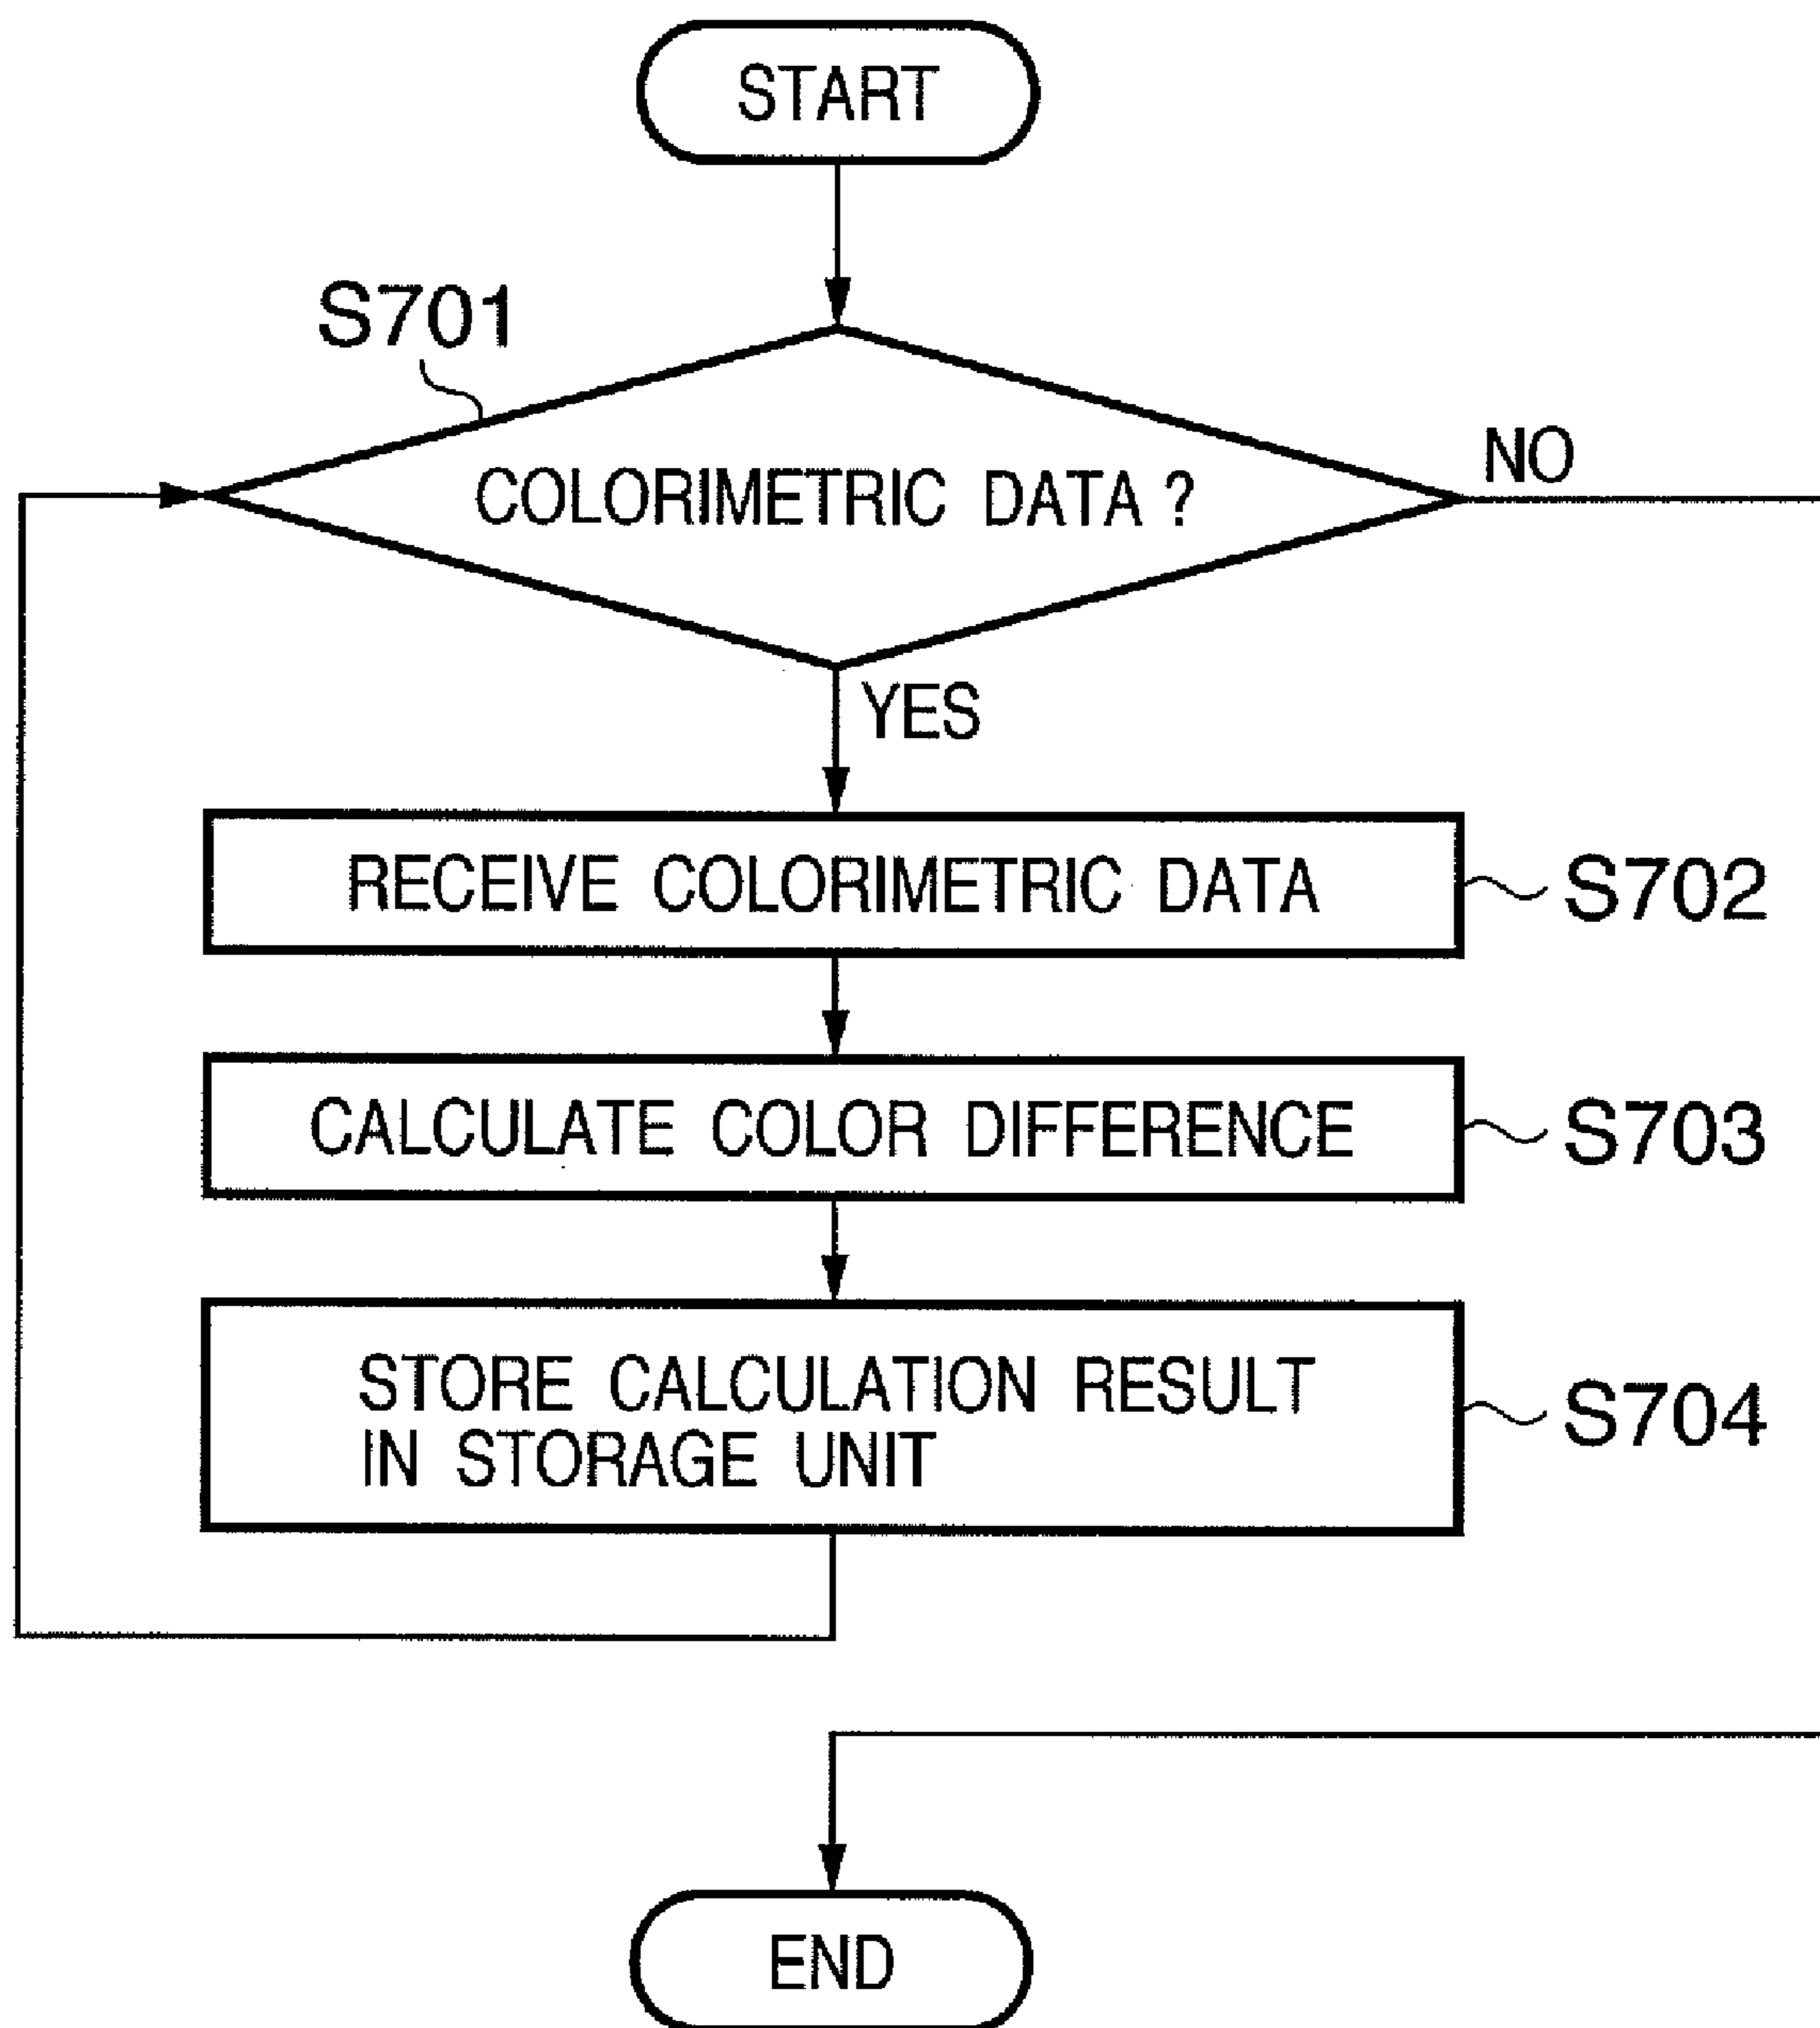 START
S701
COLORIMETRIC DATA ?
NO
YES
RECEIVE COLORIMETRIC DATA
S702
CALCULATE COLOR DIFFERENCE
S703
STORE CALCULATION RESULT
IN STORAGE UNIT
S704
END